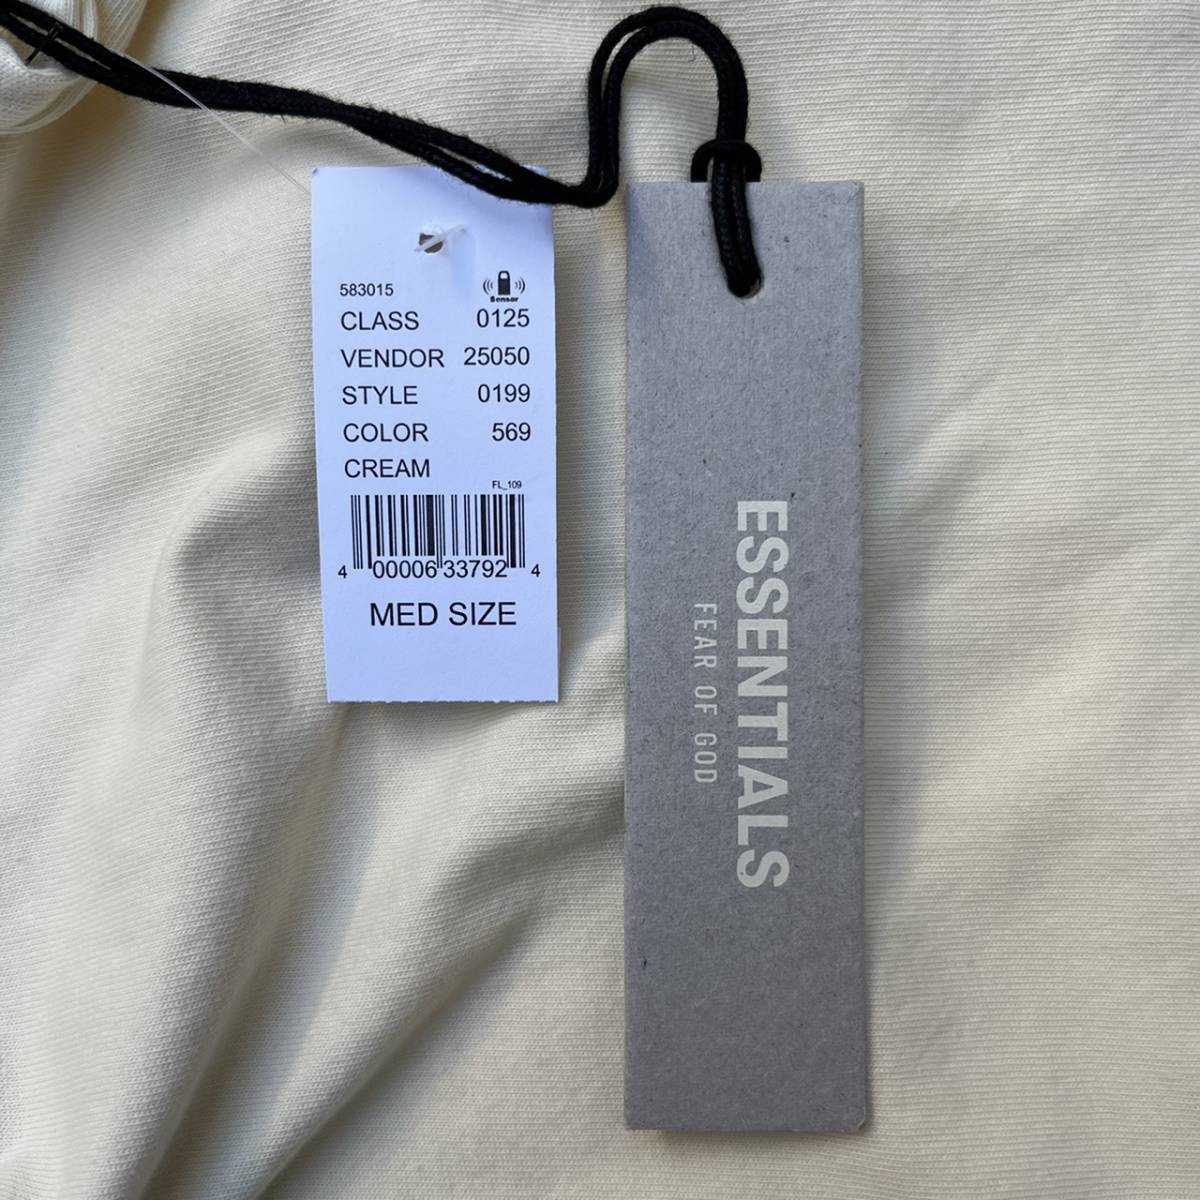 583015
Sensor
CLASS 0125
VENDOR 25050
STYLE 0199
COLOR 569
CREAM
FL_109
4 00006 33792 4
MED SIZE
ESSENTIALS
FEAR OF GOD